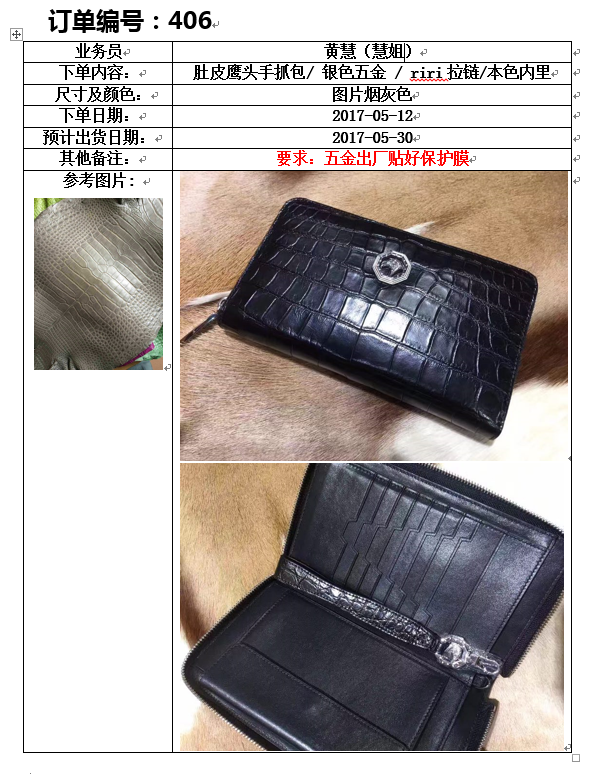 订单编号：406
业务员 黄慧（慧姐）
下单内容： 肚皮鹰头手抓包/ 银色五金 / riri拉链/本色内里
尺寸及颜色： 图片烟灰色
下单日期： 2017-05-12
预计出货日期： 2017-05-30
其他备注： 要求：五金出厂贴好保护膜
参考图片：